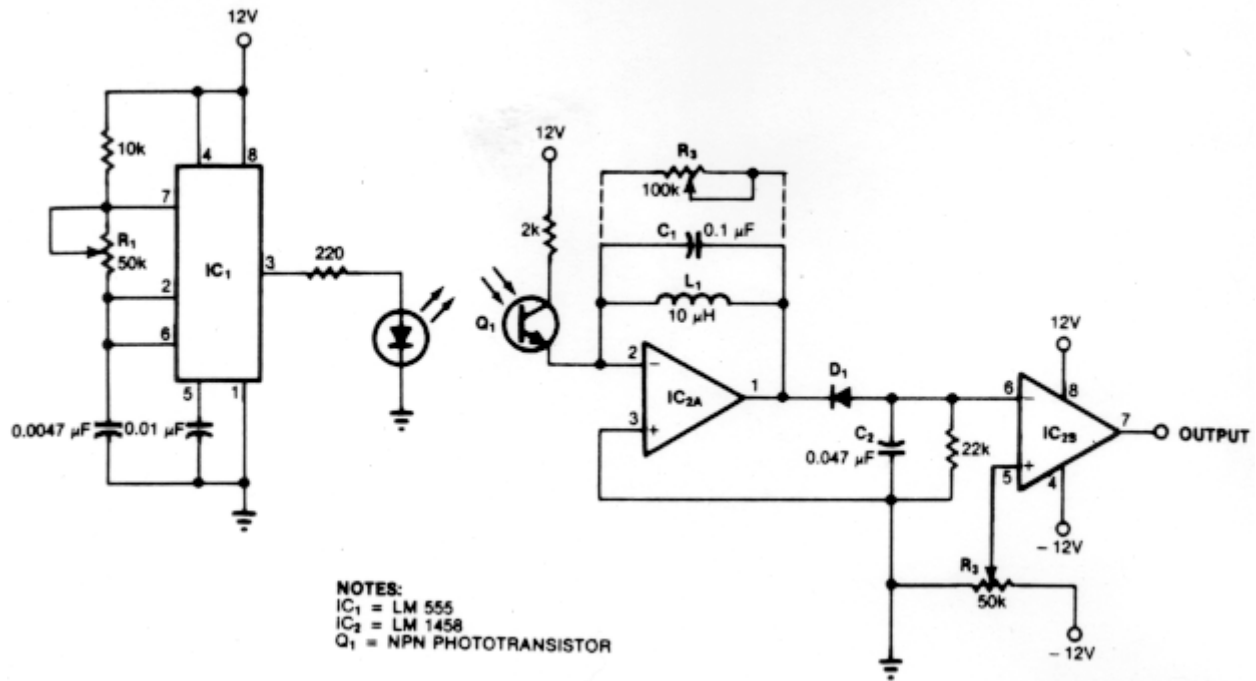 12V
10k
4
8
7
R1
50k
IC1
2
6
3
220
5
1
0.0047 µF
0.01 µF
12V
2k
Q1
R3
100k
C1
0.1 µF
L1
10 µH
2
−
3
+
IC2A
1
D1
C2
0.047 µF
22k
6
−
5
+
IC2B
12V
8
7
OUTPUT
4
− 12V
R3
50k
− 12V
NOTES:
IC1 = LM 555
IC2 = LM 1458
Q1 = NPN PHOTOTRANSISTOR